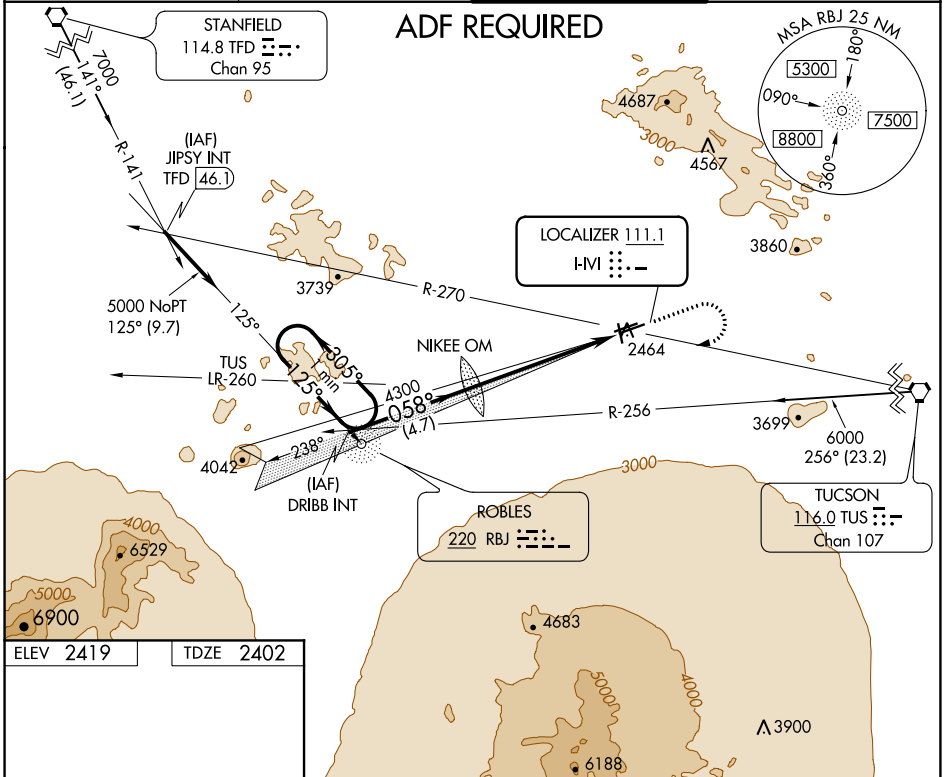 ADF REQUIRED
STANFIELD
114.8 TFD
Chan 95
7000
141°
(46.1)
R-141
(IAF)
JIPSY INT
TFD 46.1
MSA RBJ 25 NM
180°
5300
090°
7500
8800
360°
4687
3000
4567
3860
LOCALIZER 111.1
I-IVI
3739
R-270
5000 NoPT
125° (9.7)
125°
2464
NIKEE OM
TUS
LR-260
305°
1 min
125°
4300
058°
(4.7)
R-256
3699
6000
256° (23.2)
238°
4042
(IAF)
DRIBB INT
3000
ROBLES
220 RBJ
TUCSON
116.0 TUS
Chan 107
4000
6529
5000
6900
4683
ELEV 2419
TDZE 2402
5000
4000
3900
6188